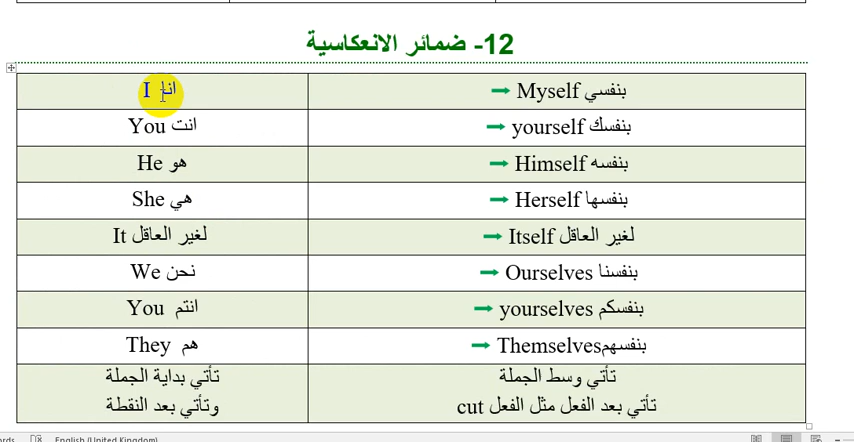 12- ضمائر الانعكاسية
انا I
بنفسي Myself
انت You
بنفسك yourself
هو He
بنفسه Himself
هي She
بنفسها Herself
لغير العاقل It
لغير العاقل Itself
نحن We
بنفسنا Ourselves
انتم You
بنفسكم yourselves
هم They
بنفسهمThemselves
تأتي بداية الجملة
وتأتي بعد النقطة
تأتي وسط الجملة
تأتي بعد الفعل مثل الفعل cut
English (United Kingdom)